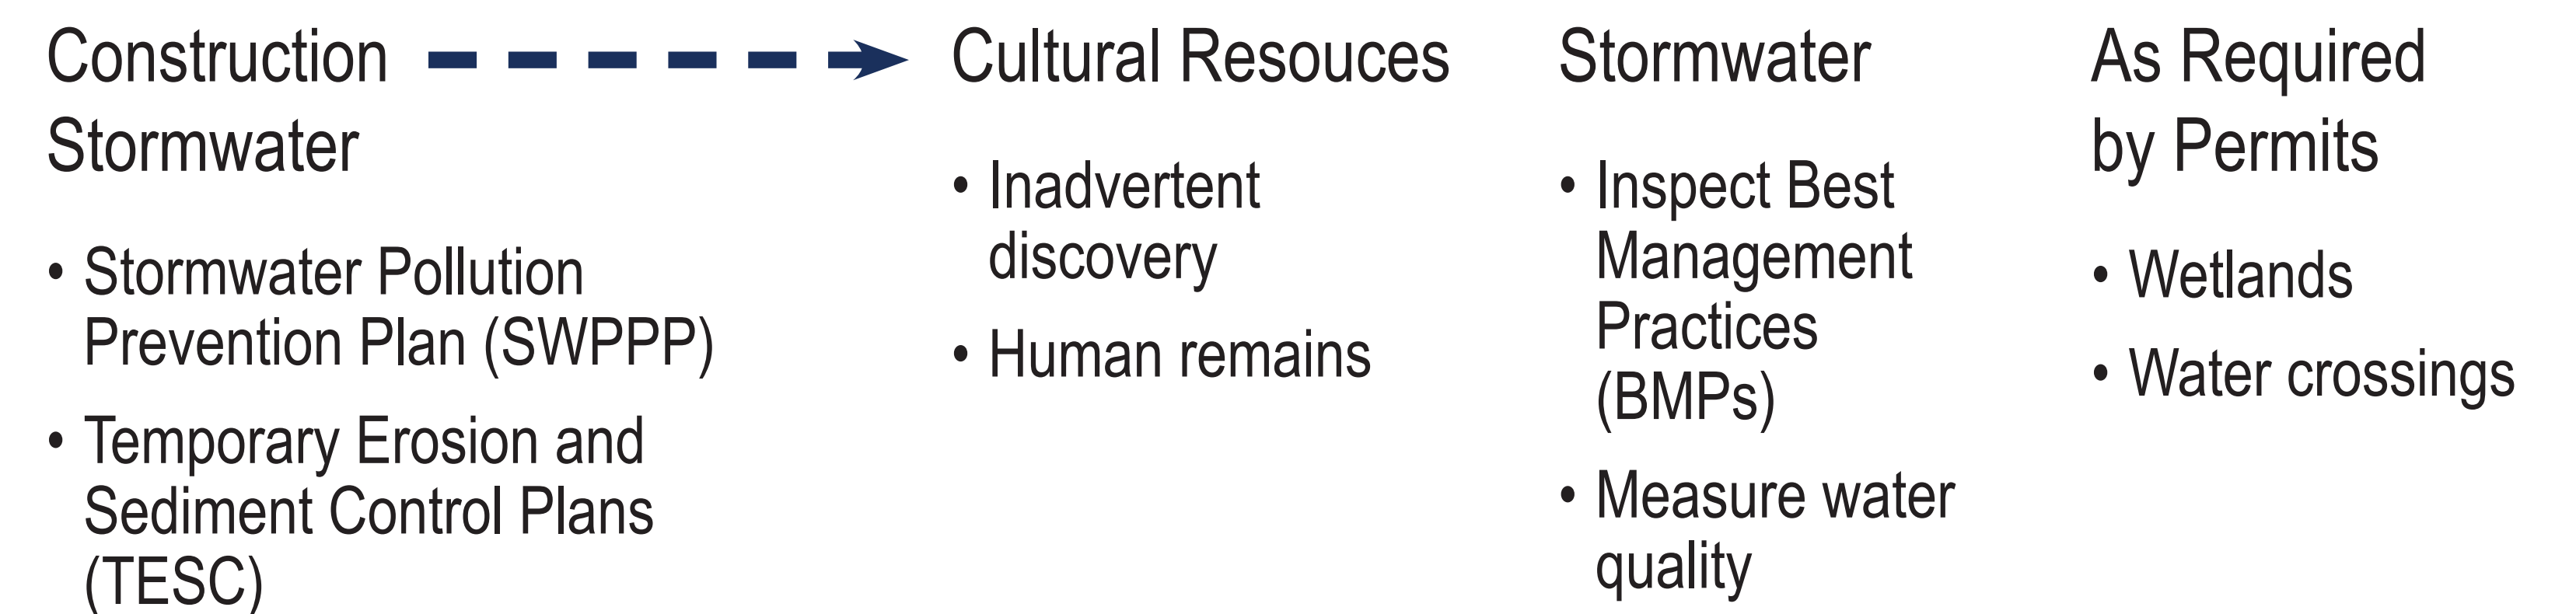 Construction
Stormwater
• Stormwater Pollution
Prevention Plan (SWPPP)
• Temporary Erosion and
Sediment Control Plans
(TESC)
Cultural Resouces
• Inadvertent
discovery
• Human remains
Stormwater
• Inspect Best
Management
Practices
(BMPs)
• Measure water
quality
As Required
by Permits
• Wetlands
• Water crossings